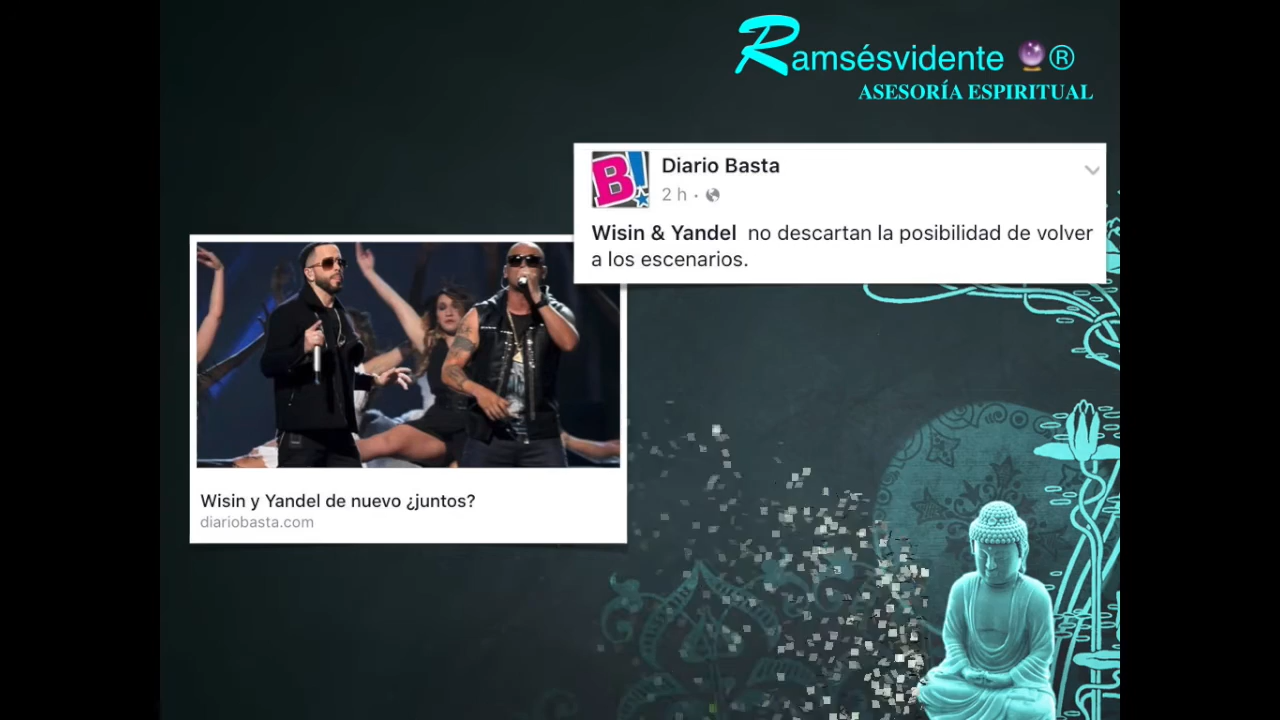 Ramsésvidente 🔮®
ASESORÍA ESPIRITUAL
B!
Diario Basta
2 h ·
Wisin & Yandel no descartan la posibilidad de volver
a los escenarios.
Wisin y Yandel de nuevo ¿juntos?
diariobasta.com